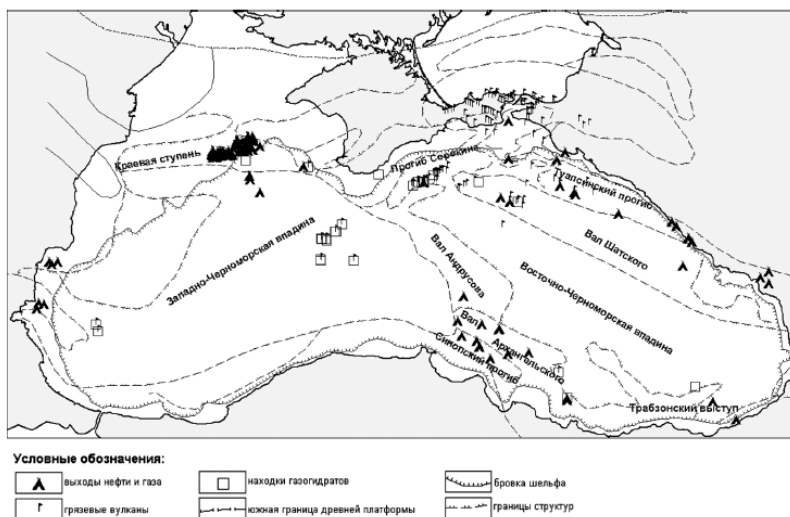 Краевая ступень
Прогиб Сорокина
Туапсинский прогиб
Вал Шатского
Западно-Черноморская впадина
Вал Андрусова
Восточно-Черноморская впадина
Вал
Архангельского
Синопский прогиб
Трабзонский выступ
Условные обозначения:
выходы нефти и газа
находки газогидратов
бровка шельфа
грязевые вулканы
южная граница древней платформы
границы структур